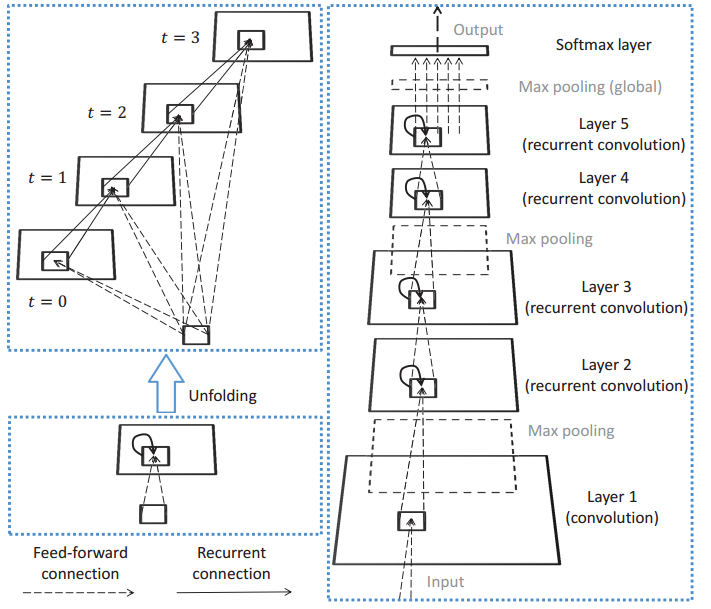 t = 3
t = 2
t = 1
t = 0
Unfolding
Feed-forward
connection
Recurrent
connection
Output
Softmax layer
Max pooling (global)
Layer 5
(recurrent convolution)
Layer 4
(recurrent convolution)
Max pooling
Layer 3
(recurrent convolution)
Layer 2
(recurrent convolution)
Max pooling
Layer 1
(convolution)
Input